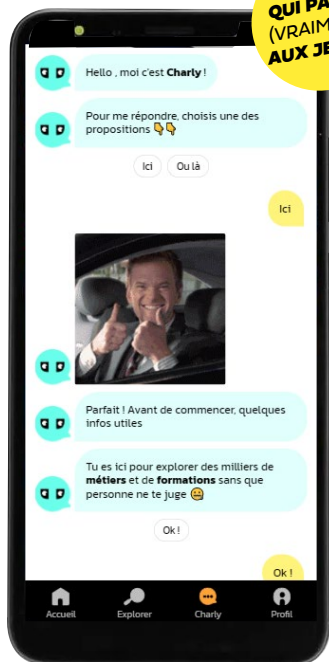 QUI PA
(VRAIM
AUX JE
Hello , moi c'est Charly !
Pour me répondre, choisis une des
propositions 👇👇
Ici
Ou là
Ici
Parfait ! Avant de commencer, quelques
infos utiles
Tu es ici pour explorer des milliers de
métiers et de formations sans que
personne ne te juge 😄
Ok !
Ok !
Accueil
Explorer
Charly
Profil